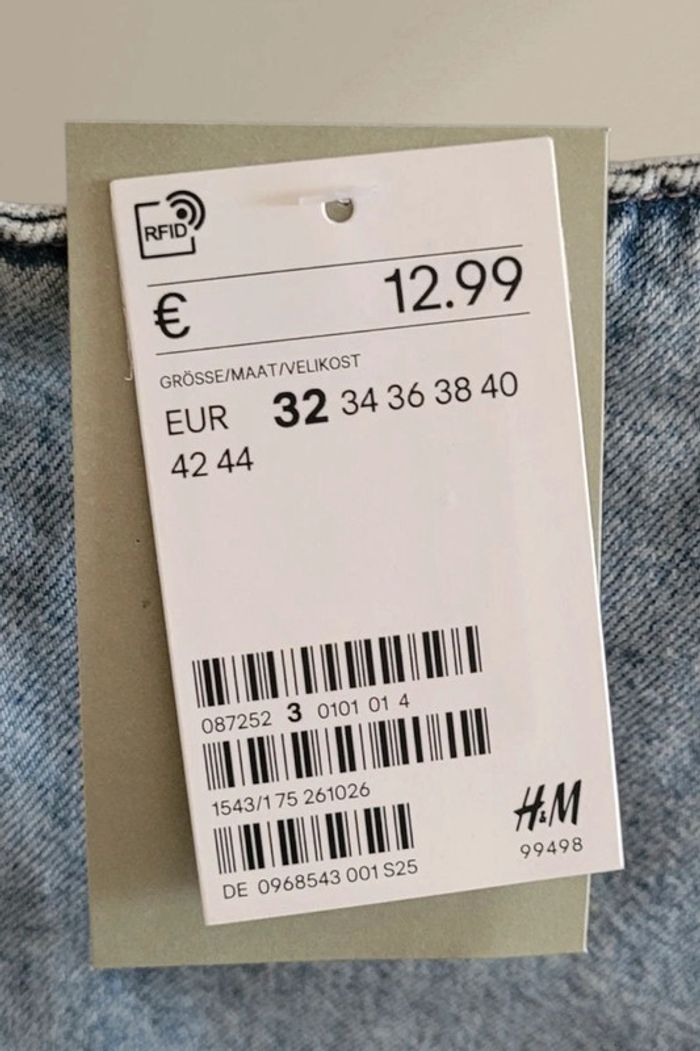 RFID
€ 12.99
GRÖSSE/MAAT/VELIKOST
EUR 32 34 36 38 40
42 44
087252 3 0101 01 4
1543/1 75 261026
H&M
DE 0968543 001 S25
99498